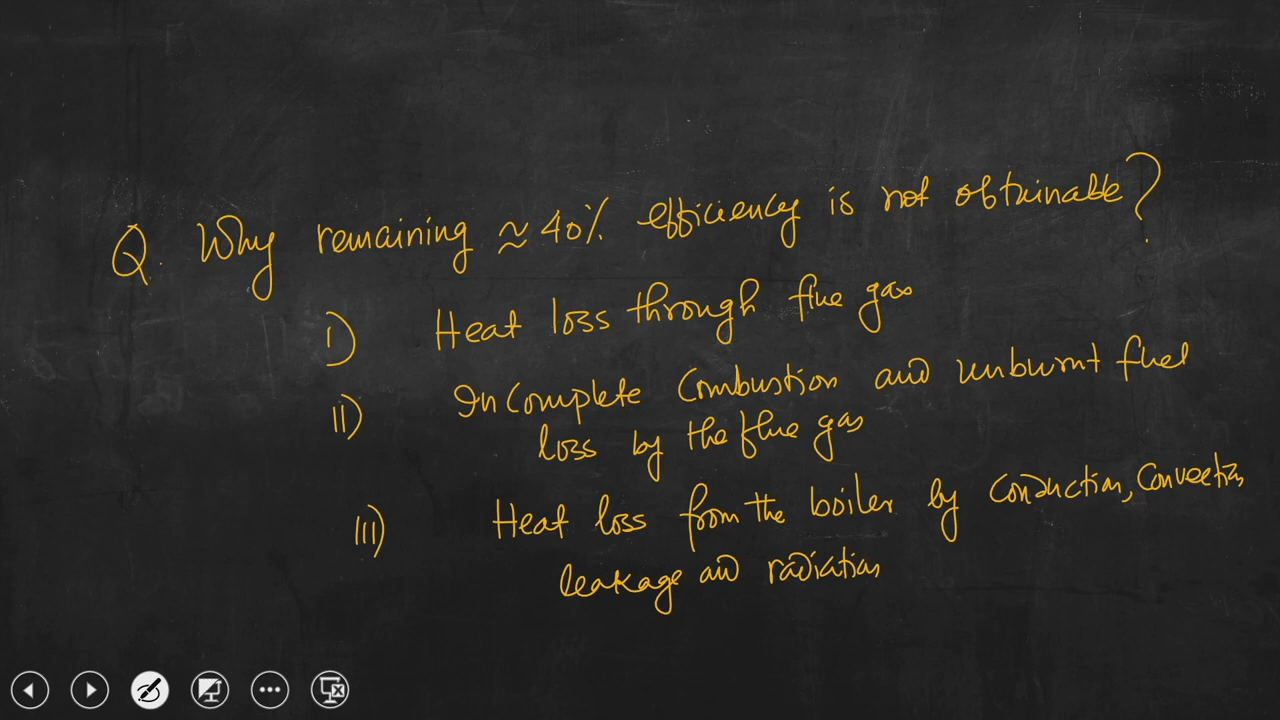 Q. Why remaining ≈ 40% efficiency is not obtainable?
I) Heat loss through flue gas
II) Incomplete Combustion and unburnt fuel
loss by the flue gas
III) Heat loss from the boiler by conduction, convection,
leakage and radiation